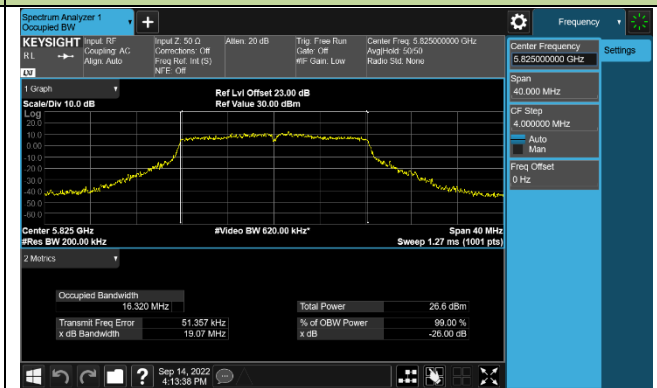 Spectrum Analyzer 1
Occupied BW
+
Frequency
KEYSIGHT
Input: RF
Coupling: AC
Align: Auto
Input Z: 50 Ω
Corrections: Off
Freq Ref: Int (S)
NFE: Off
Atten: 20 dB
Trig: Free Run
Gate: Off
#IF Gain: Low
Center Freq: 5.825000000 GHz
Avg|Hold: 50/50
Radio Std: None
RL
LXI
Center Frequency
5.825000000 GHz
Settings
Span
40.000 MHz
CF Step
4.000000 MHz
Auto
Man
Freq Offset
0 Hz
1 Graph
Scale/Div 10.0 dB
Ref Lvl Offset 23.00 dB
Ref Value 30.00 dBm
Log
20.0
10.0
0.00
-10.0
-20.0
-30.0
-40.0
-50.0
-60.0
Center 5.825 GHz
#Res BW 200.00 kHz
#Video BW 620.00 kHz*
Span 40 MHz
Sweep 1.27 ms (1001 pts)
2 Metrics
Occupied Bandwidth
16.320 MHz
Total Power 26.6 dBm
Transmit Freq Error 51.357 kHz
% of OBW Power 99.00 %
x dB Bandwidth 19.07 MHz
x dB -26.00 dB
?
Sep 14, 2022
4:13:38 PM